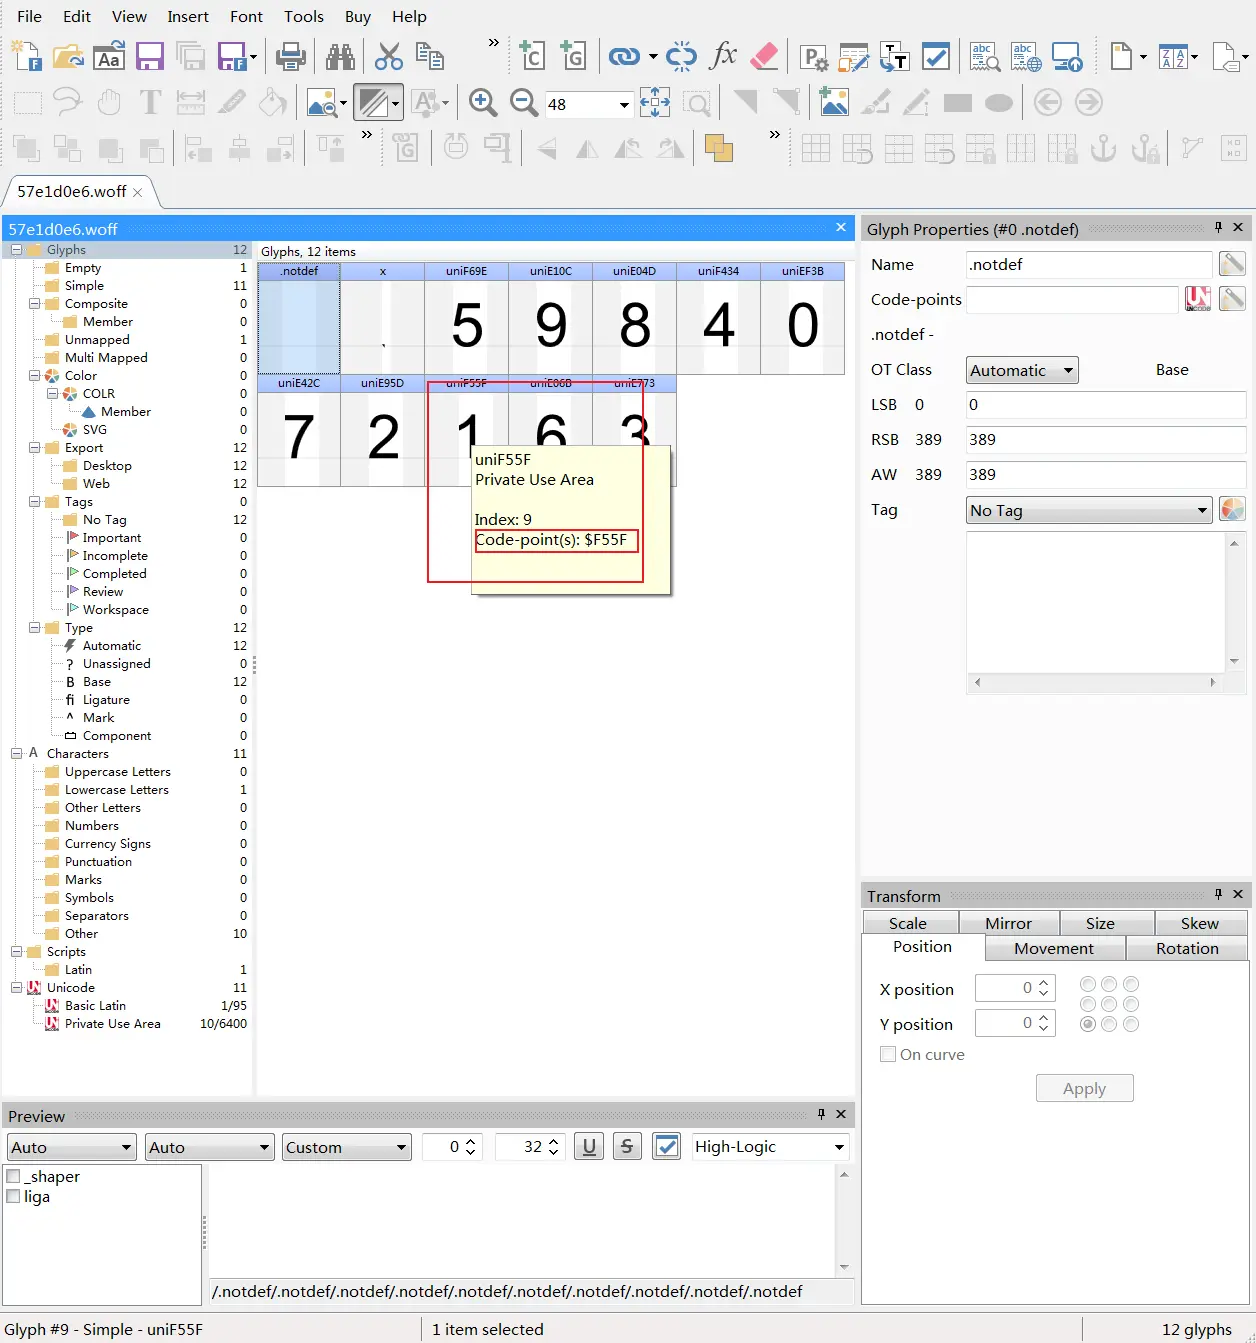 File Edit View Insert Font Tools Buy Help
48
57e1d0e6.woff
57e1d0e6.woff
Glyphs 12
Empty 1
Simple 11
Composite 0
Member 0
Unmapped 1
Multi Mapped 0
Color 0
COLR 0
Member 0
SVG 0
Export 12
Desktop 12
Web 12
Tags 0
No Tag 12
Important 0
Incomplete 0
Completed 0
Review 0
Workspace 0
Type 12
Automatic 12
Unassigned 0
Base 12
Ligature 0
Mark 0
Component 0
Characters 11
Uppercase Letters 0
Lowercase Letters 1
Other Letters 0
Numbers 0
Currency Signs 0
Punctuation 0
Marks 0
Symbols 0
Separators 0
Other 10
Scripts 0
Latin 1
Unicode 11
Basic Latin 1/95
Private Use Area 10/6400
Glyphs, 12 items
.notdef x uniF69E uniE10C uniE04D uniF434 uniEF3B
. 5 9 8 4 0
uniE42C uniE95D uniF55F uniE06B uniE773
7 2 1 6 3
uniF55F
Private Use Area
Index: 9
Code-point(s): $F55F
Glyph Properties (#0 .notdef)
Name .notdef
Code-points
.notdef -
OT Class Automatic Base
LSB 0 0
RSB 389 389
AW 389 389
Tag No Tag
Transform
Scale Mirror Size Skew
Position Movement Rotation
X position 0
Y position 0
On curve
Apply
Preview
Auto Auto Custom 0 32 U S High-Logic
_shaper
liga
/.notdef/.notdef/.notdef/.notdef/.notdef/.notdef/.notdef/.notdef/.notdef/.notdef
Glyph #9 - Simple - uniF55F 1 item selected 12 glyphs